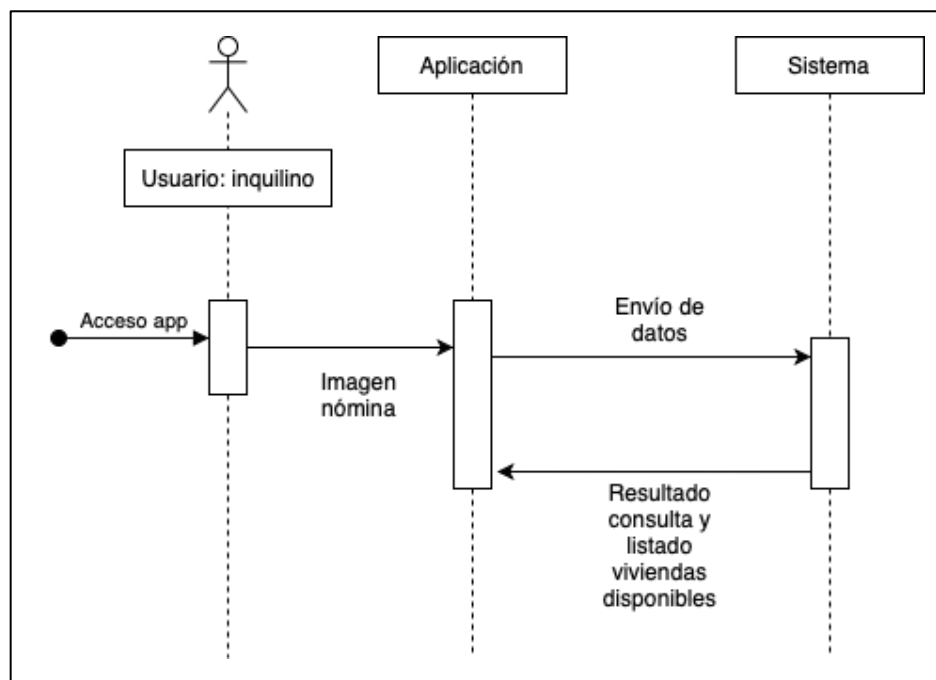 Aplicación
Sistema
Usuario: inquilino
Acceso app
Imagen
nómina
Envío de
datos
Resultado
consulta y
listado
viviendas
disponibles